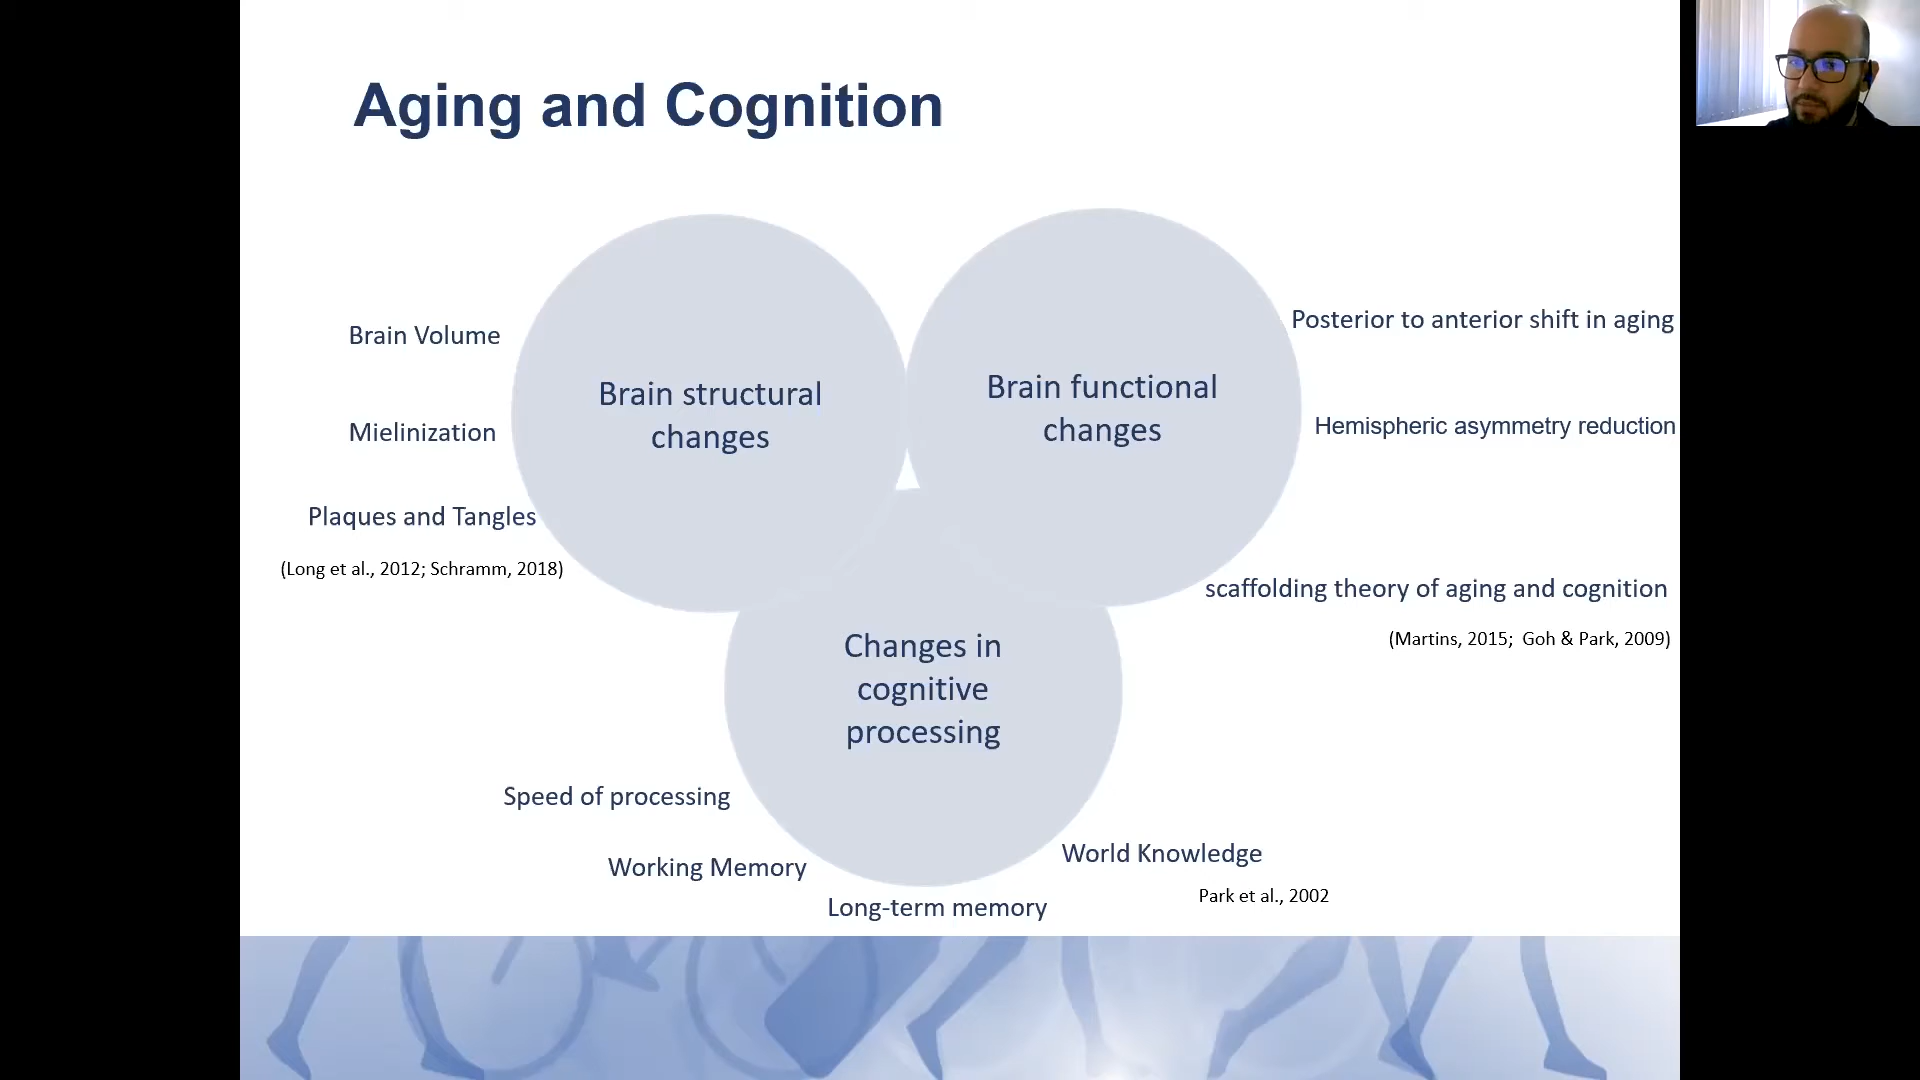 Aging and Cognition
Brain Volume
Mielinization
Plaques and Tangles
(Long et al., 2012; Schramm, 2018)
Brain structural
changes
Brain functional
changes
Posterior to anterior shift in aging
Hemispheric asymmetry reduction
scaffolding theory of aging and cognition
(Martins, 2015;  Goh & Park, 2009)
Changes in
cognitive
processing
Speed of processing
Working Memory
Long-term memory
World Knowledge
Park et al., 2002